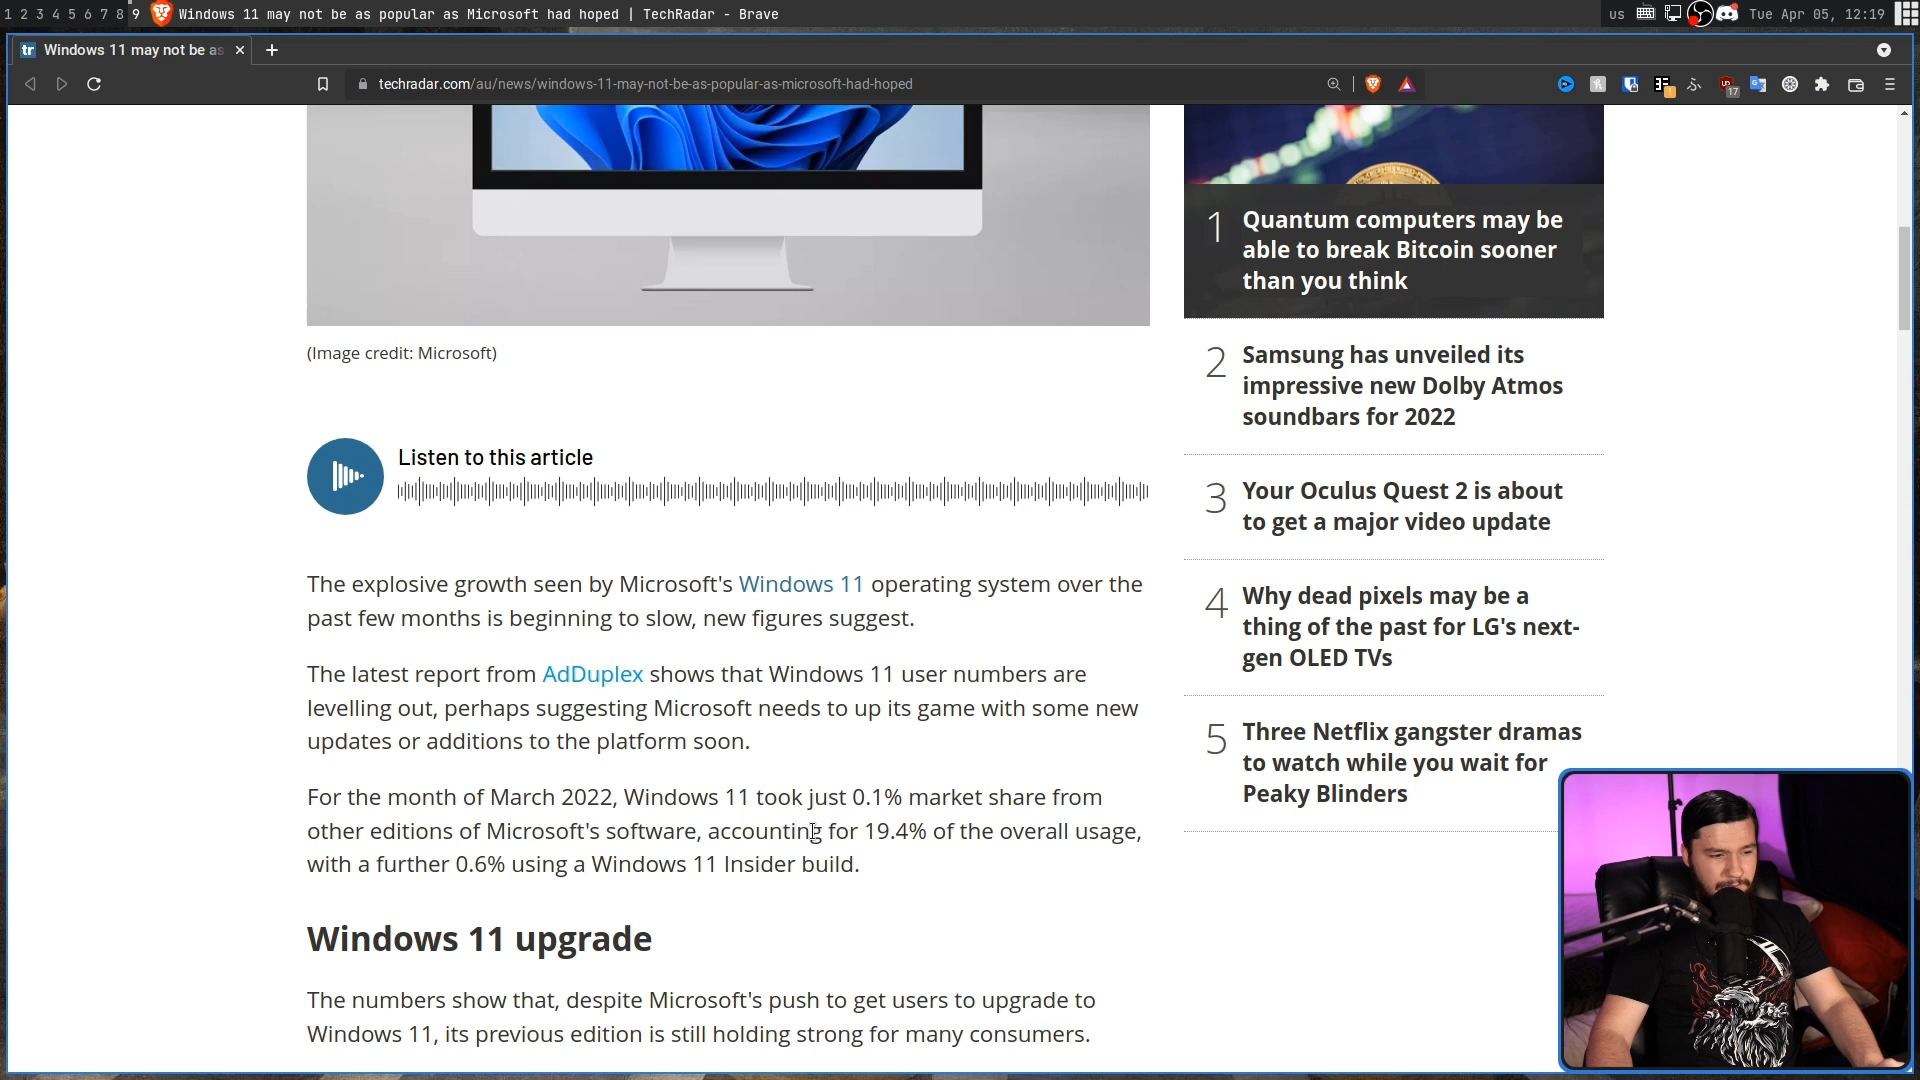 1 2 3 4 5 6 7 8 9 Windows 11 may not be as popular as Microsoft had hoped | TechRadar - Brave us Tue Apr 05, 12:19
tr Windows 11 may not be as
techradar.com/au/news/windows-11-may-not-be-as-popular-as-microsoft-had-hoped 17
(Image credit: Microsoft)
Listen to this article
The explosive growth seen by Microsoft's Windows 11 operating system over the
past few months is beginning to slow, new figures suggest.
The latest report from AdDuplex shows that Windows 11 user numbers are
levelling out, perhaps suggesting Microsoft needs to up its game with some new
updates or additions to the platform soon.
For the month of March 2022, Windows 11 took just 0.1% market share from
other editions of Microsoft's software, accounting for 19.4% of the overall usage,
with a further 0.6% using a Windows 11 Insider build.
Windows 11 upgrade
The numbers show that, despite Microsoft's push to get users to upgrade to
Windows 11, its previous edition is still holding strong for many consumers.
1 Quantum computers may be
able to break Bitcoin sooner
than you think
2 Samsung has unveiled its
impressive new Dolby Atmos
soundbars for 2022
3 Your Oculus Quest 2 is about
to get a major video update
4 Why dead pixels may be a
thing of the past for LG's next-
gen OLED TVs
5 Three Netflix gangster dramas
to watch while you wait for
Peaky Blinders